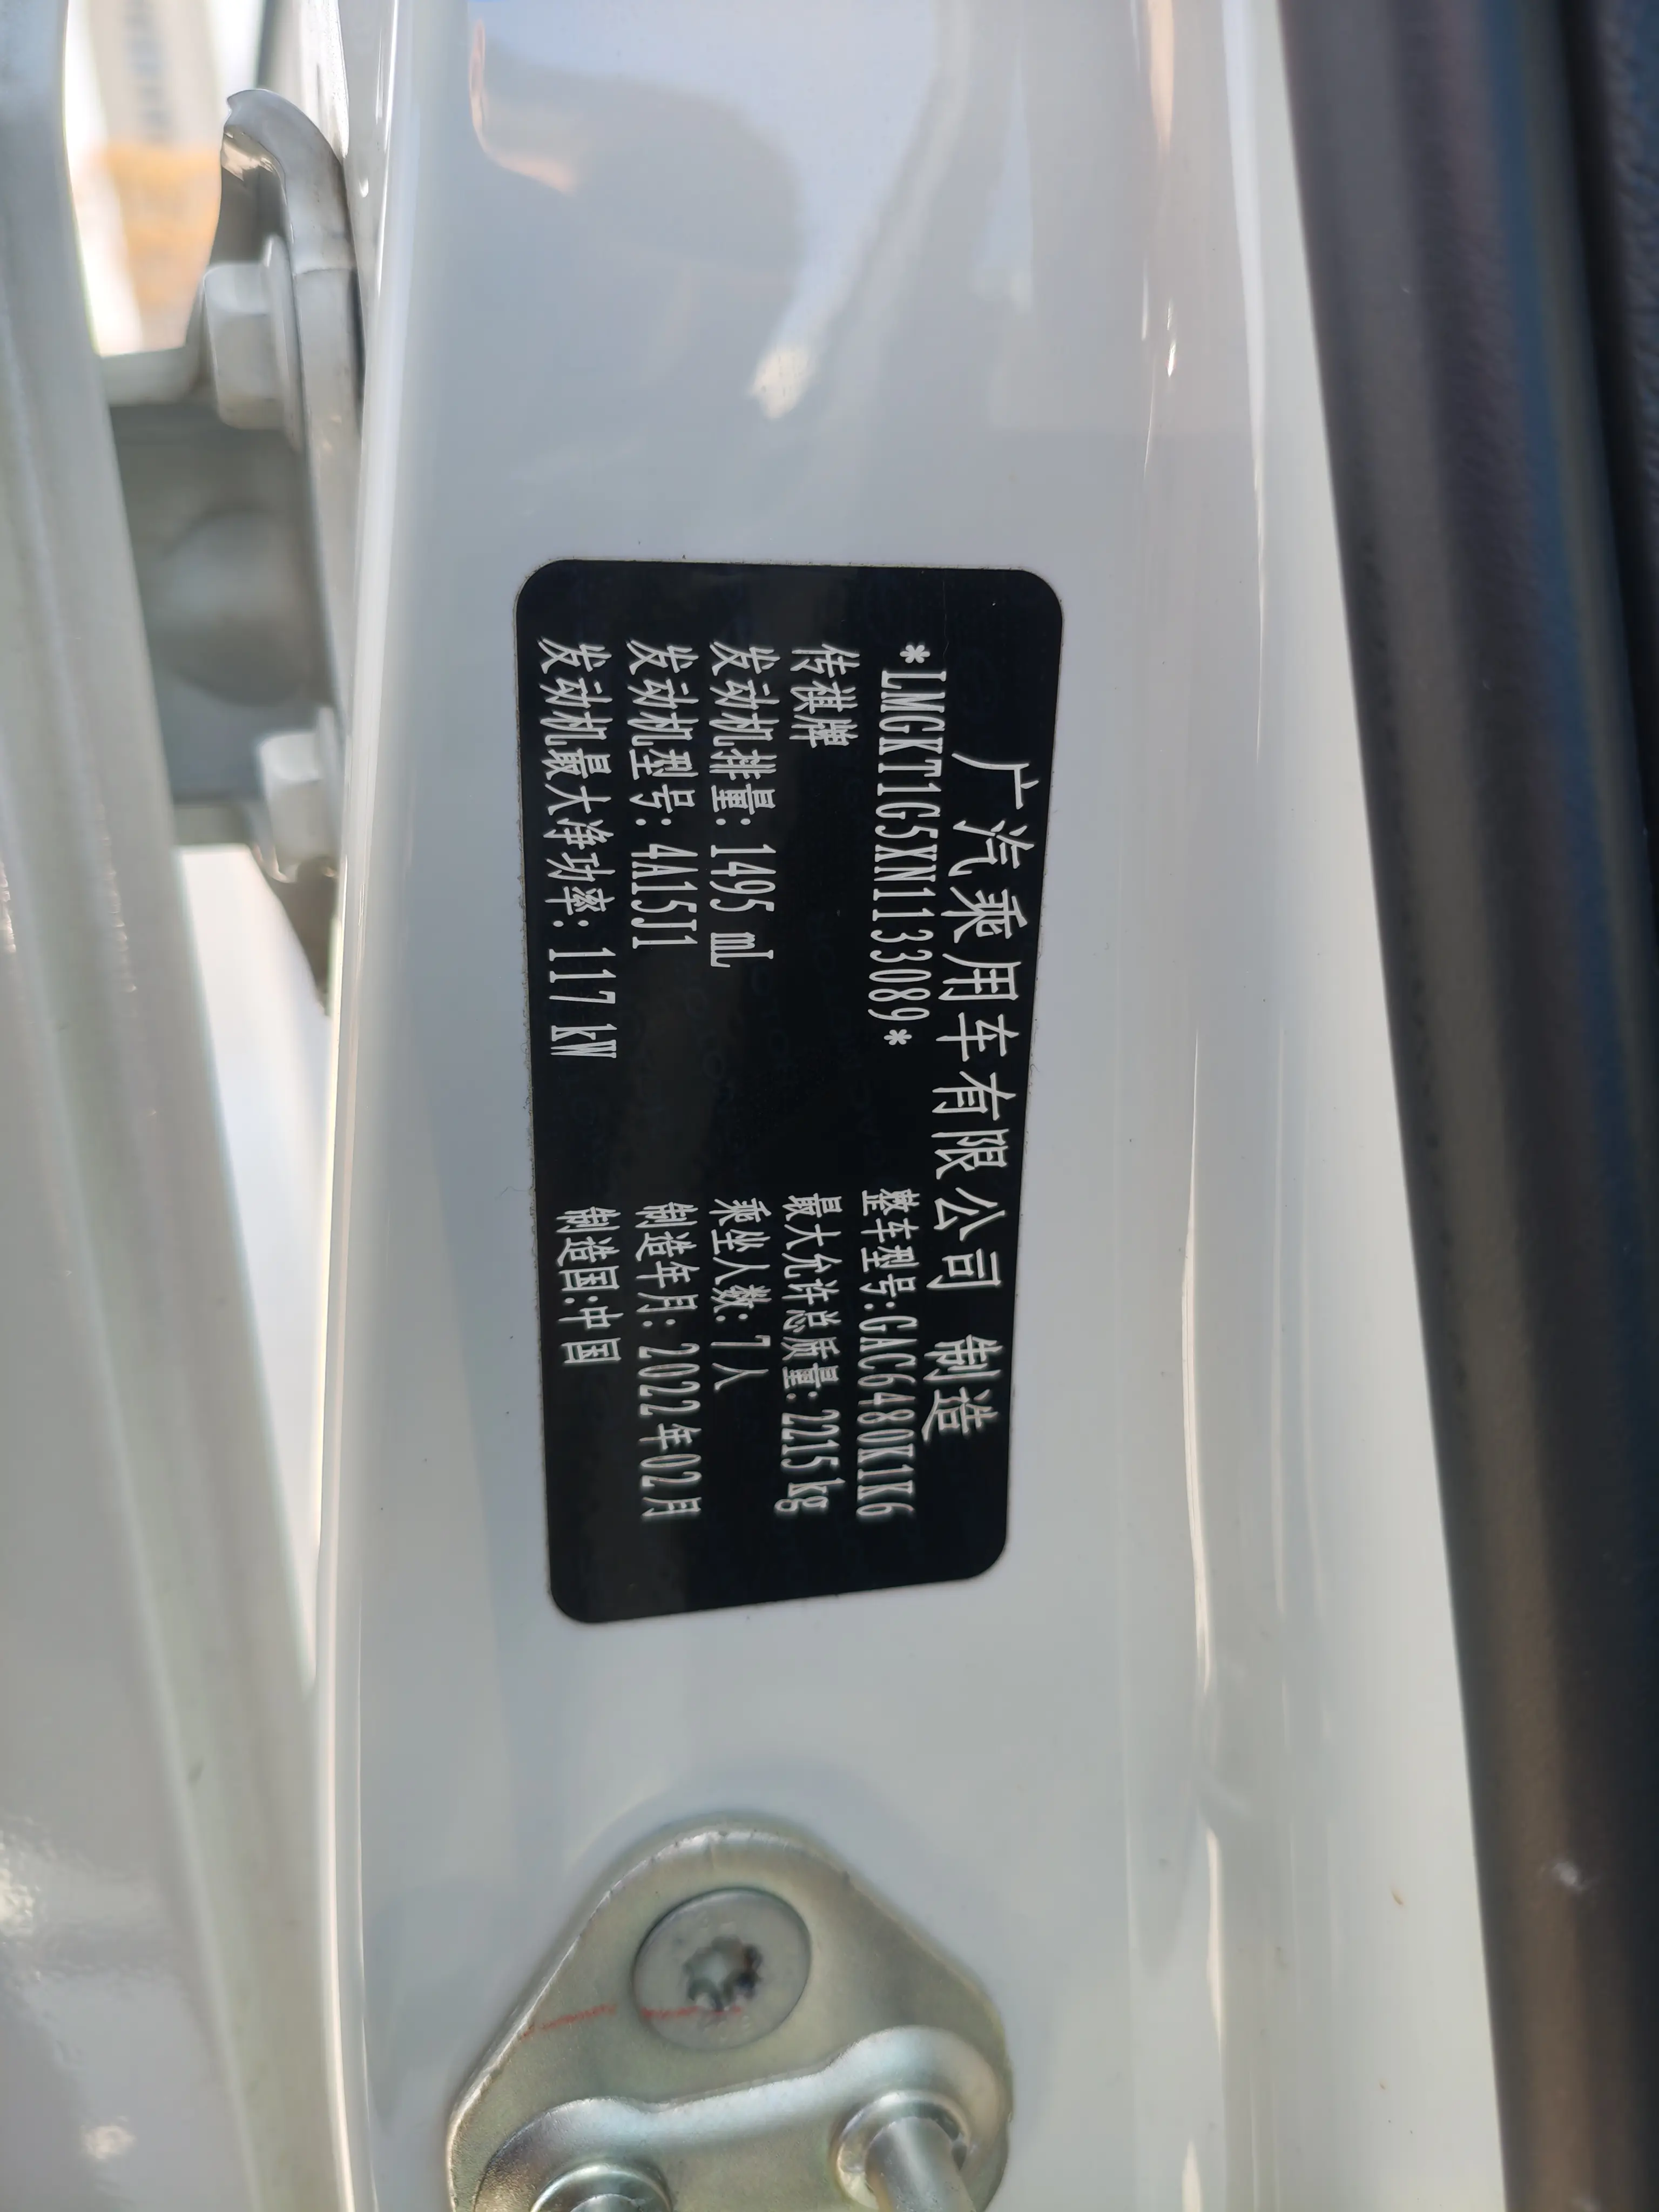 广汽乘用车有限公司 制造
*LMGKT1G5XN1133089*
整车型号:GAC6480K1K6
传祺牌
最大允许总质量:2215kg
发动机排量:1495 mL
乘坐人数:7人
发动机型号:4A15J1
制造年月:2022年02月
发动机最大净功率:117 kW
制造国:中国